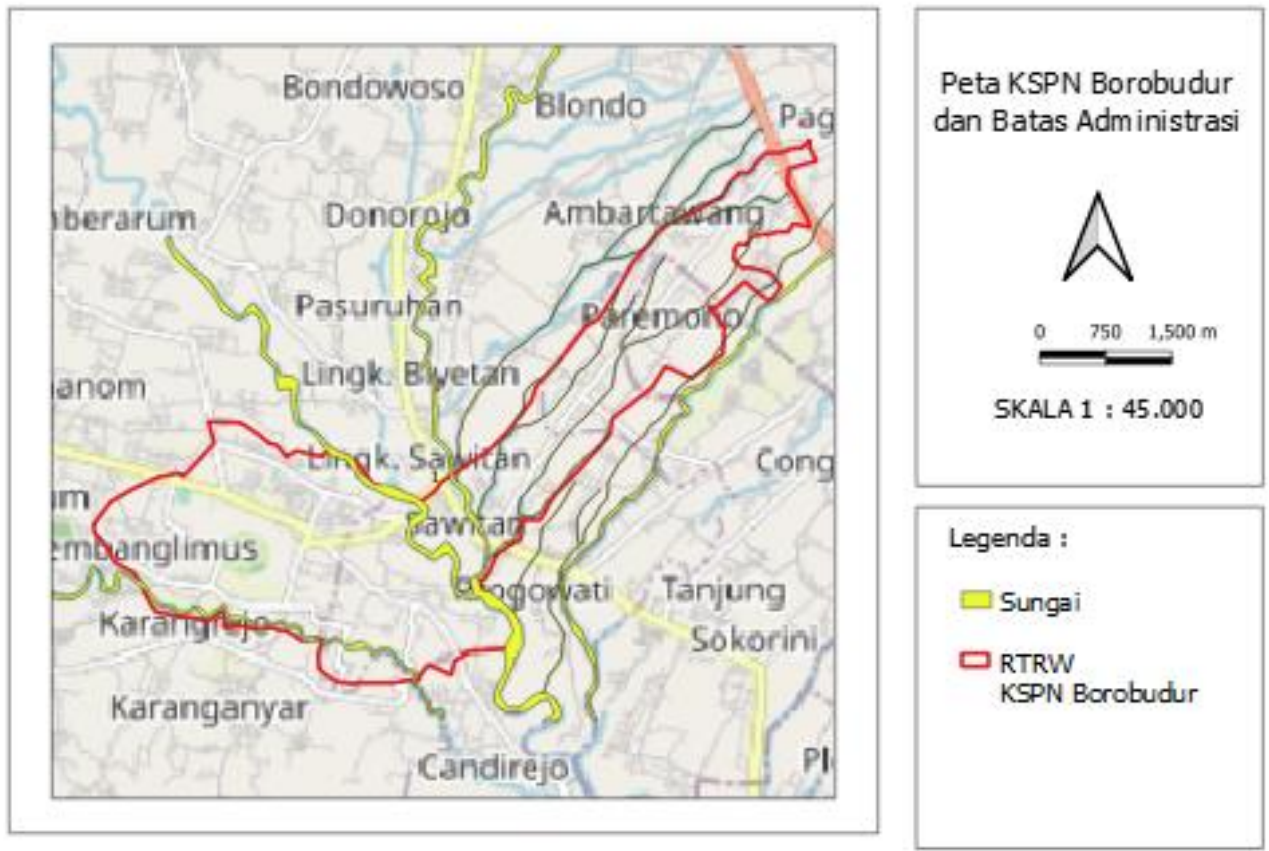 Bondowoso
Blondo
Pag
mberarum
Donorojo
Ambartawang
Pasuruhan
Paremono
Lingk. Biyetan
anom
Lingk. Sawitan
Cong
um
Sawitan
embanglimus
Progowati
Tanjung
Karangrejo
Sokorini
Karanganyar
Candirejo
Pl
Peta KSPN Borobudur
dan Batas Administrasi
0 750 1,500 m
SKALA 1 : 45.000
Legenda :
Sungai
RTRW
KSPN Borobudur